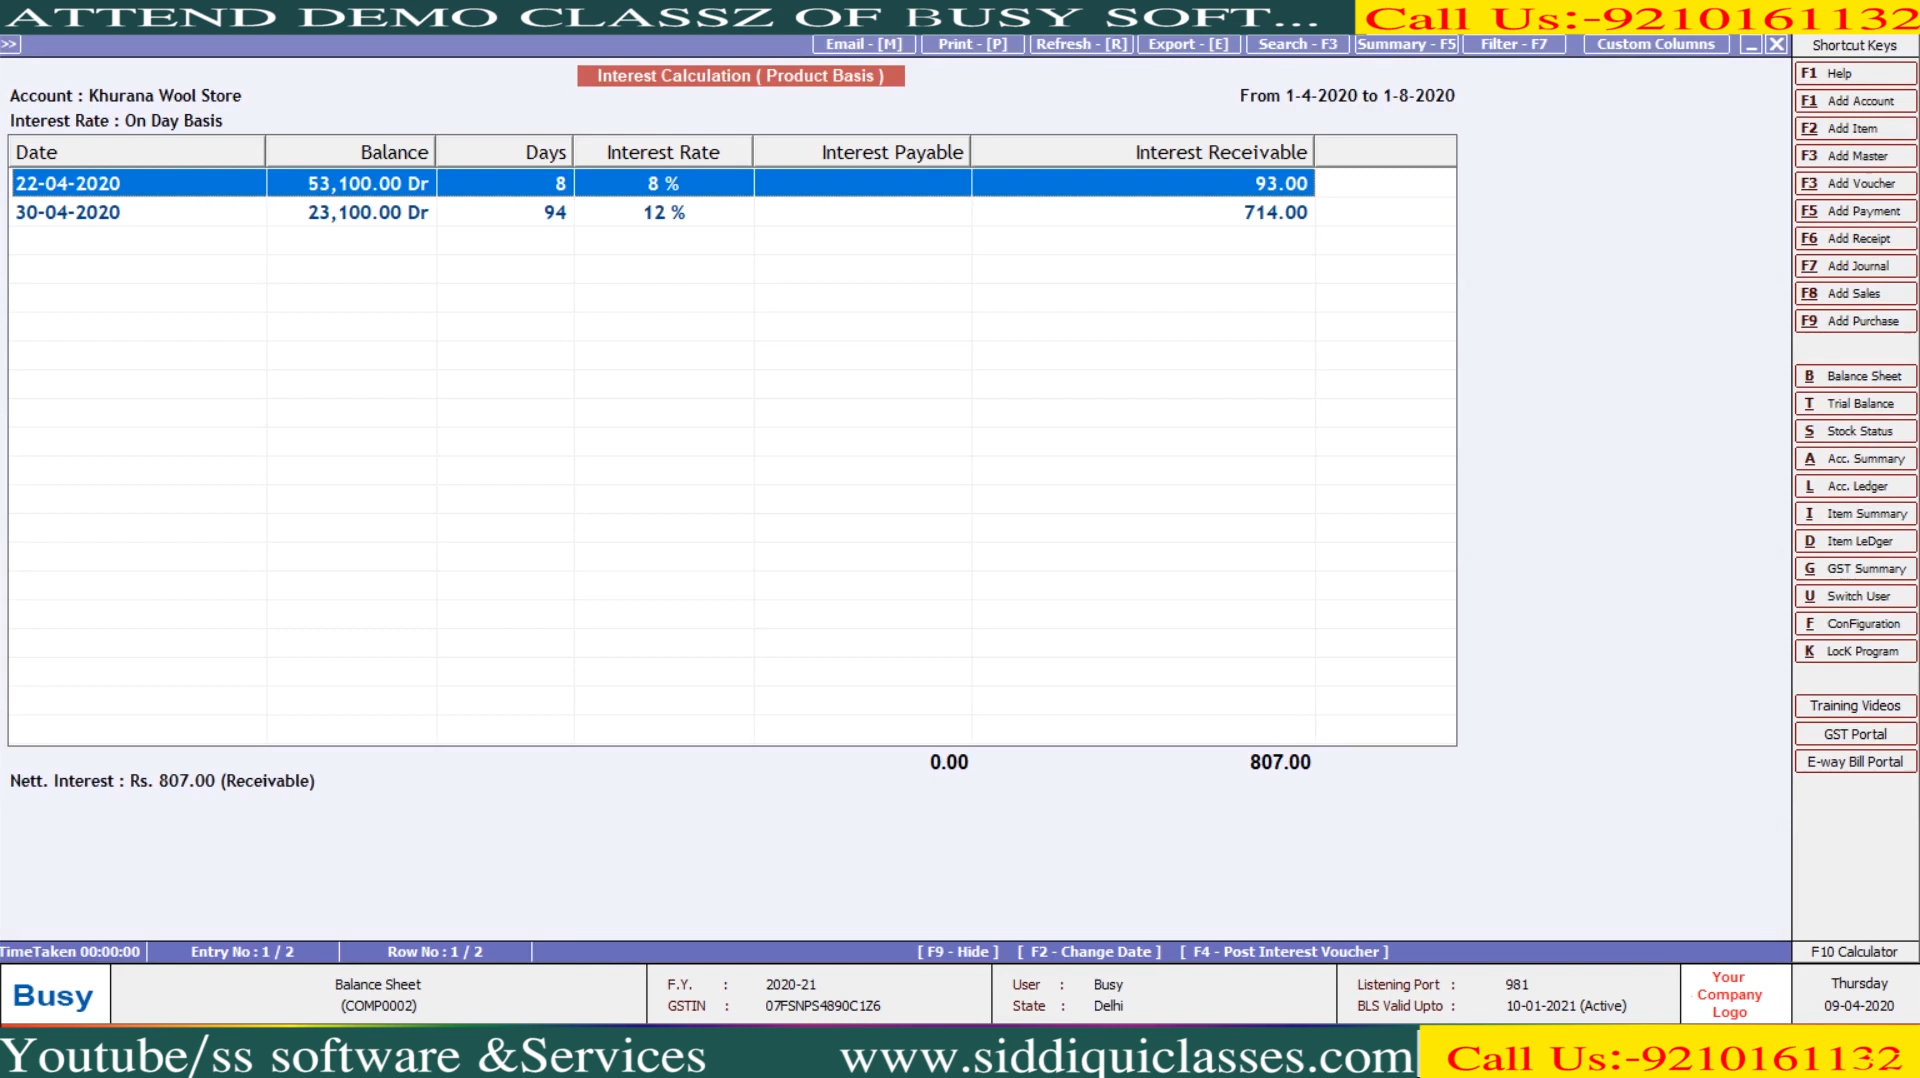 ATTEND DEMO CLASSZ OF BUSY SOFT... Call Us:-9210161132
>> Email - [M] Print - [P] Refresh - [R] Export - [E] Search - F3 Summary - F5 Filter - F7 Custom Columns _ X Shortcut Keys
Interest Calculation ( Product Basis )
Account : Khurana Wool Store From 1-4-2020 to 1-8-2020
Interest Rate : On Day Basis
Date Balance Days Interest Rate Interest Payable Interest Receivable
22-04-2020 53,100.00 Dr 8 8 % 93.00
30-04-2020 23,100.00 Dr 94 12 % 714.00
0.00 807.00
Nett. Interest : Rs. 807.00 (Receivable)
F1 Help
F1 Add Account
F2 Add Item
F3 Add Master
F3 Add Voucher
F5 Add Payment
F6 Add Receipt
F7 Add Journal
F8 Add Sales
F9 Add Purchase
B Balance Sheet
T Trial Balance
S Stock Status
A Acc. Summary
L Acc. Ledger
I Item Summary
D Item LeDger
G GST Summary
U Switch User
F ConFiguration
K LocK Program
Training Videos
GST Portal
E-way Bill Portal
TimeTaken 00:00:00 Entry No : 1 / 2 Row No : 1 / 2 [ F9 - Hide ] [ F2 - Change Date ] [ F4 - Post Interest Voucher ] F10 Calculator
Busy
Balance Sheet
(COMP0002)
F.Y. : 2020-21
GSTIN : 07FSNPS4890C1Z6
User : Busy
State : Delhi
Listening Port : 981
BLS Valid Upto : 10-01-2021 (Active)
Your
Company
Logo
Thursday
09-04-2020
Youtube/ss software &Services www.siddiquiclasses.com Call Us:-9210161132